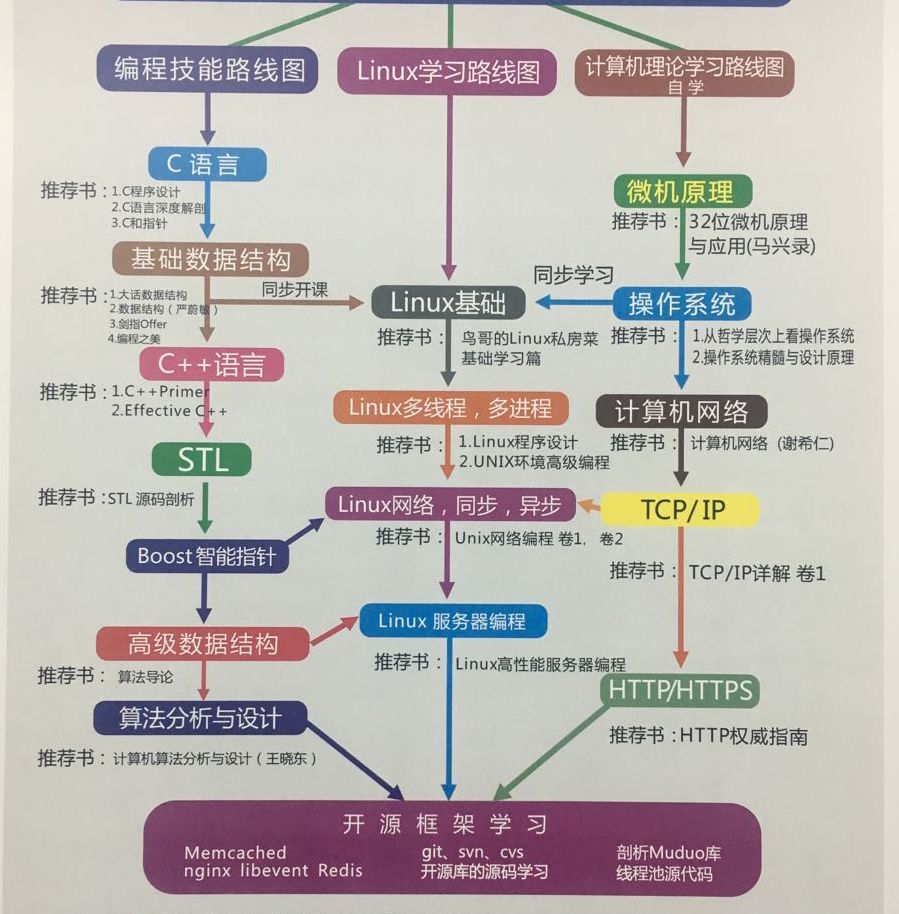 编程技能路线图
Linux学习路线图
计算机理论学习路线图
自学
C 语言
推荐书：1.C程序设计
2.C语言深度解剖
3.C和指针
微机原理
推荐书：32位微机原理
与应用(马兴录)
基础数据结构
推荐书：1.大话数据结构
2.数据结构（严蔚敏）
3.剑指Offer
4.编程之美
同步开课
Linux基础
推荐书：鸟哥的Linux私房菜
基础学习篇
同步学习
操作系统
推荐书：1.从哲学层次上看操作系统
2.操作系统精髓与设计原理
C++语言
推荐书：1.C++Primer
2.Effective C++
Linux多线程，多进程
推荐书：1.Linux程序设计
2.UNIX环境高级编程
计算机网络
推荐书：计算机网络（谢希仁)
STL
推荐书：STL 源码剖析
Linux网络，同步，异步
推荐书：Unix网络编程 卷1，卷2
TCP/IP
推荐书：TCP/IP详解 卷1
Boost智能指针
高级数据结构
推荐书：算法导论
Linux 服务器编程
推荐书：Linux高性能服务器编程
HTTP/HTTPS
推荐书：HTTP权威指南
算法分析与设计
推荐书：计算机算法分析与设计（王晓东）
开源框架学习
Memcached
nginx libevent Redis
git、svn、cvs
开源库的源码学习
剖析Muduo库
线程池源代码